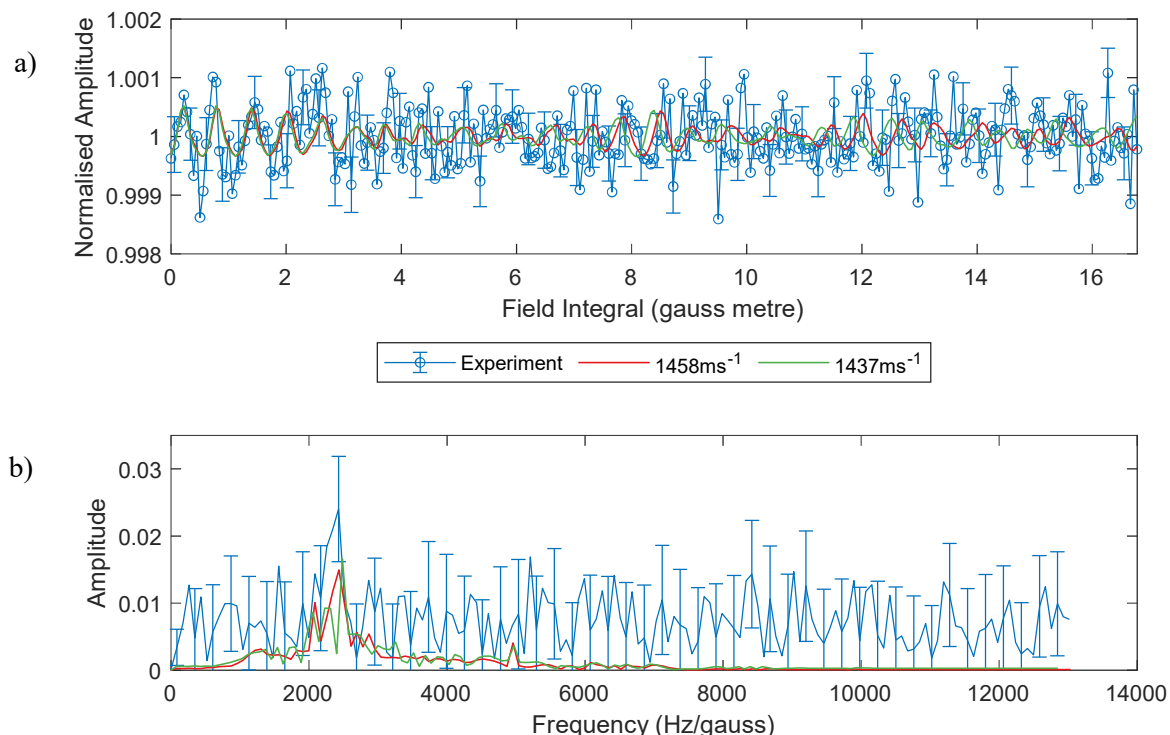 a)
1.002
1.001
1
0.999
0.998
Normalised Amplitude
0 2 4 6 8 10 12 14 16
Field Integral (gauss metre)
Experiment 1458ms⁻¹ 1437ms⁻¹
b)
0.03
0.02
0.01
0
Amplitude
0 2000 4000 6000 8000 10000 12000 14000
Frequency (Hz/gauss)